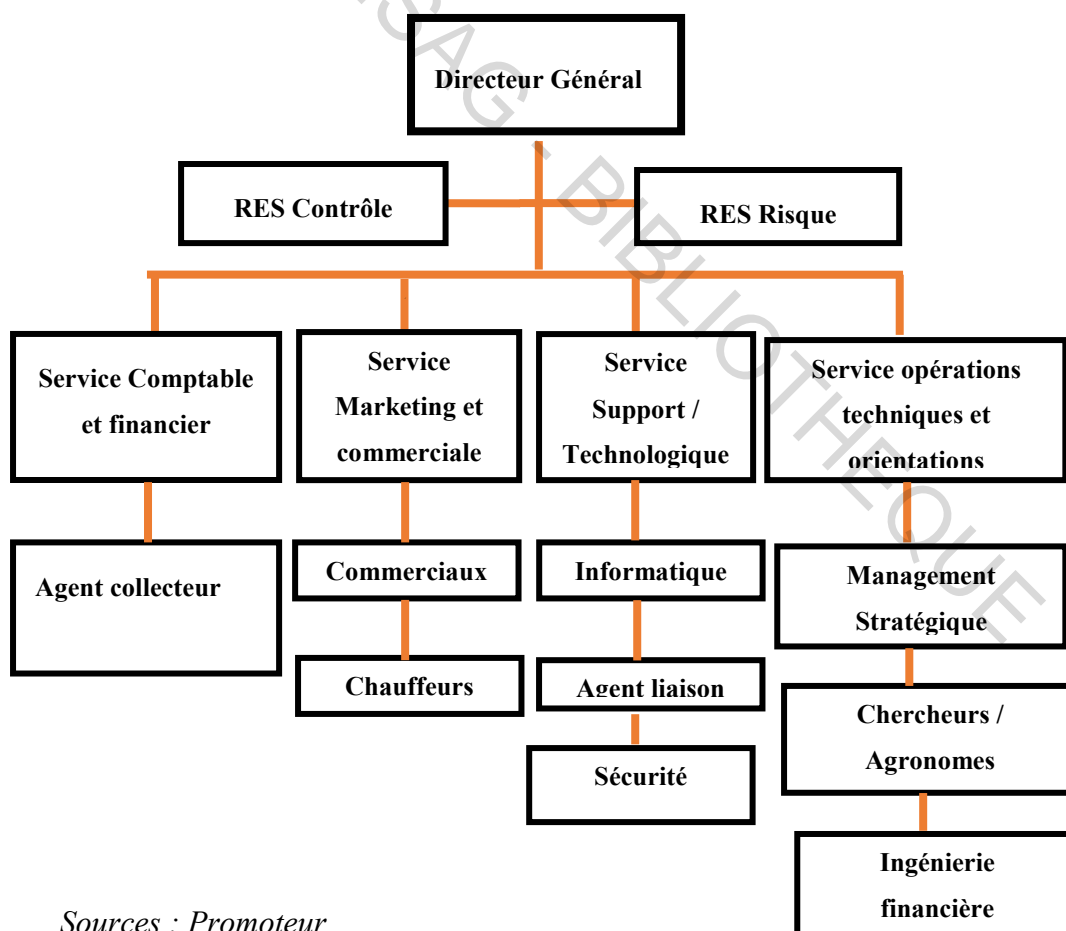 Directeur Général
RES Contrôle
RES Risque
Service Comptable
et financier
Service
Marketing et
commerciale
Service
Support /
Technologique
Service opérations
techniques et
orientations
Agent collecteur
Commerciaux
Informatique
Management
Stratégique
Chauffeurs
Agent liaison
Chercheurs /
Agronomes
Sécurité
Ingénierie
financière
Sources : Promoteur
SAG - BIBLIOTHEQUE